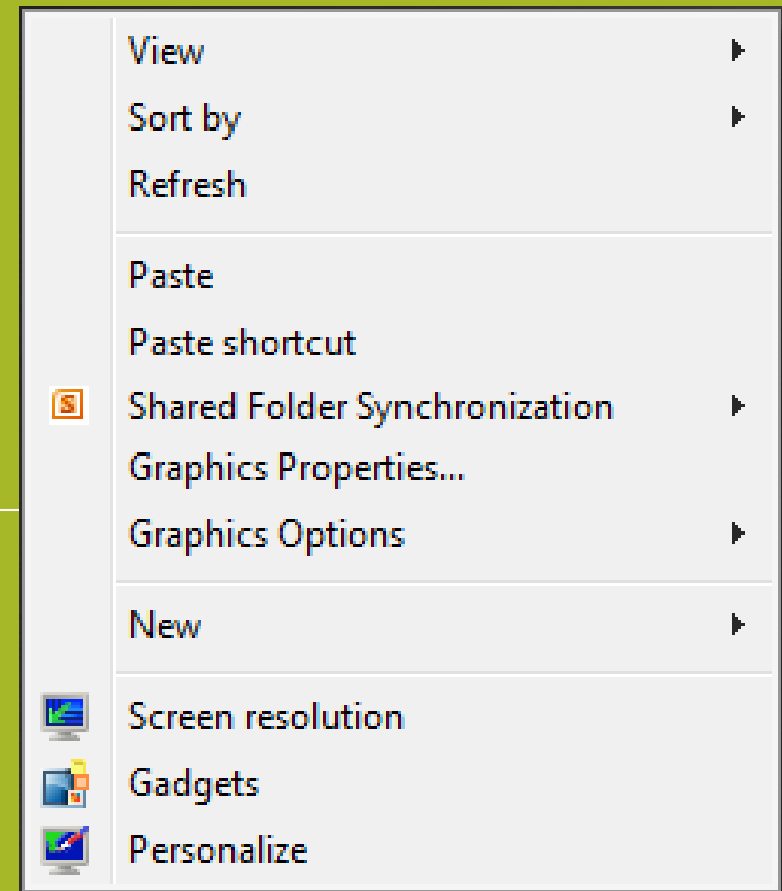 View
Sort by
Refresh
Paste
Paste shortcut
Shared Folder Synchronization
Graphics Properties...
Graphics Options
New
Screen resolution
Gadgets
Personalize